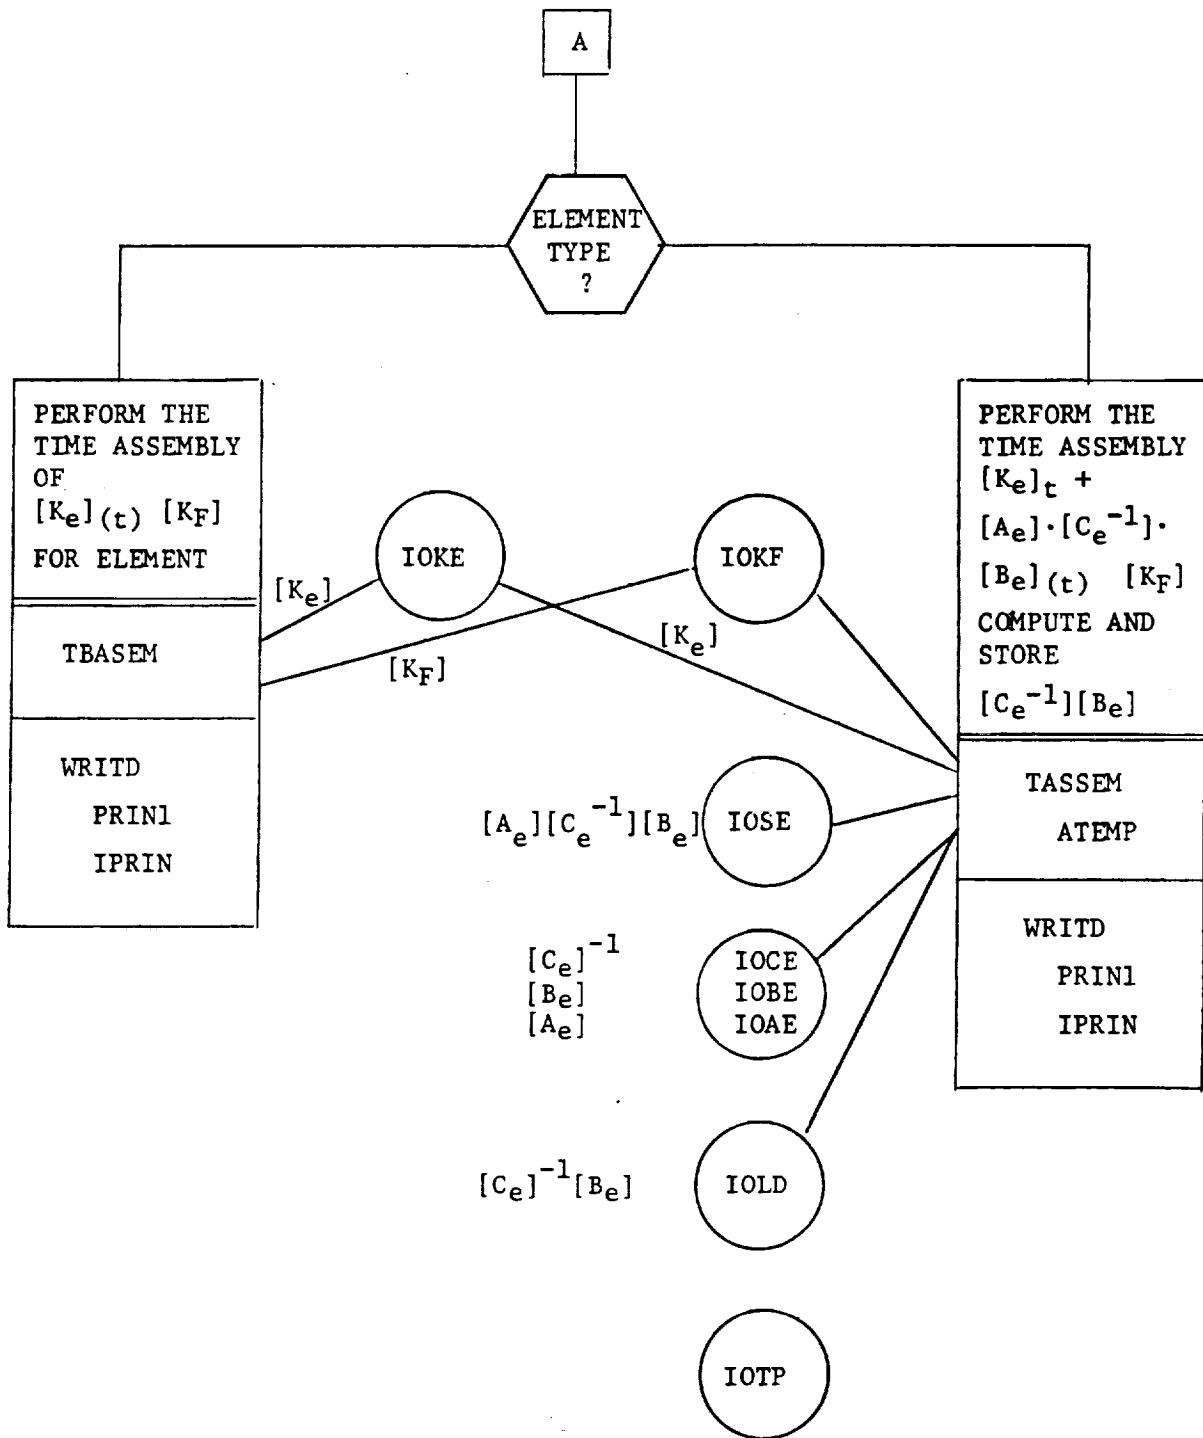 A
ELEMENT
TYPE
?
PERFORM THE
TIME ASSEMBLY
OF
[Ke](t) [KF]
FOR ELEMENT
TBASEM
WRITD
PRIN1
IPRIN
[Ke]
IOKE
[KF]
IOKF
[Ke]
PERFORM THE
TIME ASSEMBLY
[Ke]t +
[Ae]·[Ce⁻¹]·
[Be](t) [KF]
COMPUTE AND
STORE
[Ce⁻¹][Be]
TASSEM
ATEMP
WRITD
PRIN1
IPRIN
[Ae][Ce⁻¹][Be]
IOSE
[Ce]⁻¹
[Be]
[Ae]
IOCE
IOBE
IOAE
[Ce]⁻¹[Be]
IOLD
IOTP